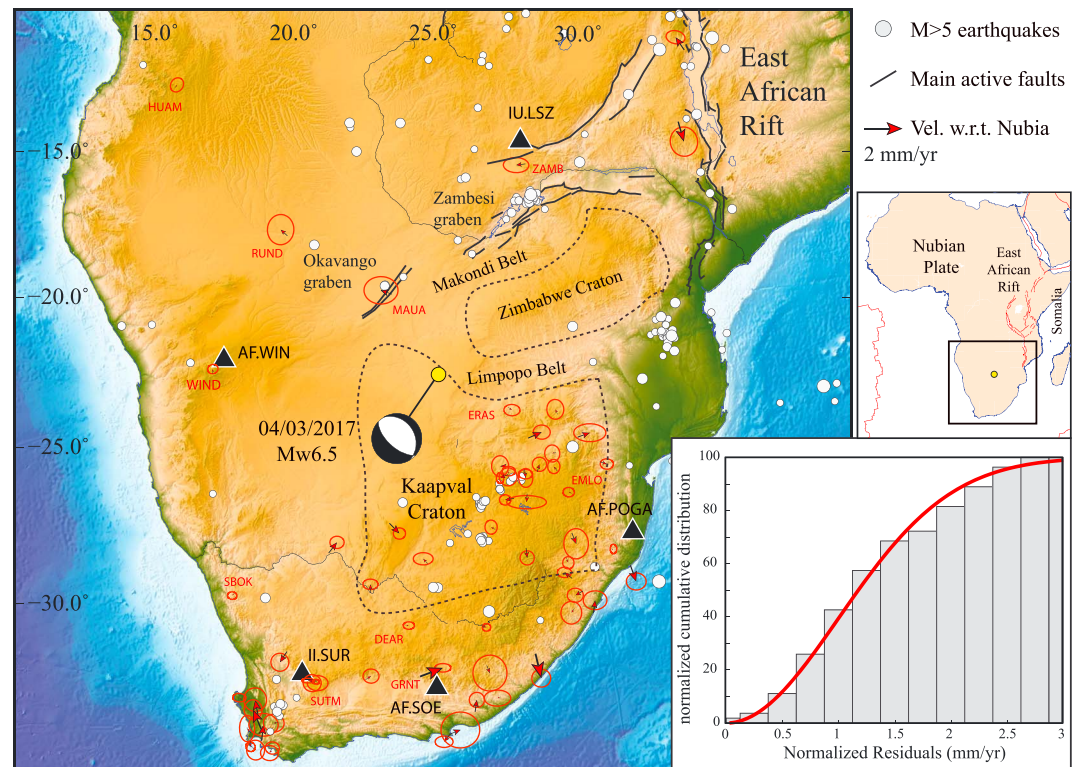 15.0°
20.0°
25.0°
30.0°
−15.0°
−20.0°
−25.0°
−30.0°
HUAM
IU.LSZ
ZAMB
East
African
Rift
Zambesi
graben
RUND
Okavango
graben
MAUA
Makondi Belt
Zimbabwe Craton
AF.WIN
WIND
Limpopo Belt
ERAS
04/03/2017
Mw6.5
Kaapval
Craton
EMLO
AF.POGA
SBOK
DEAR
II.SUR
SUTM
GRNT
AF.SOE
M>5 earthquakes
Main active faults
Vel. w.r.t. Nubia
2 mm/yr
Nubian
Plate
East
African
Rift
Somalia
normalized cumulative distribution
100
80
60
40
20
0
0
0.5
1
1.5
2
2.5
3
Normalized Residuals (mm/yr)